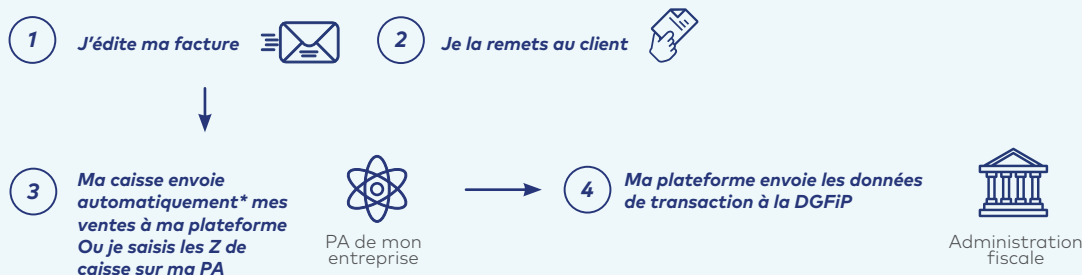 1
J'édite ma facture
2
Je la remets au client
3
Ma caisse envoie
automatiquement* mes
ventes à ma plateforme
Ou je saisis les Z de
caisse sur ma PA
PA de mon
entreprise
4
Ma plateforme envoie les données
de transaction à la DGFiP
Administration
fiscale